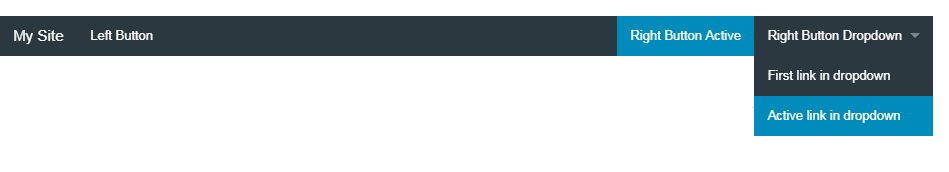 My Site Left Button Right Button Active Right Button Dropdown
First link in dropdown
Active link in dropdown